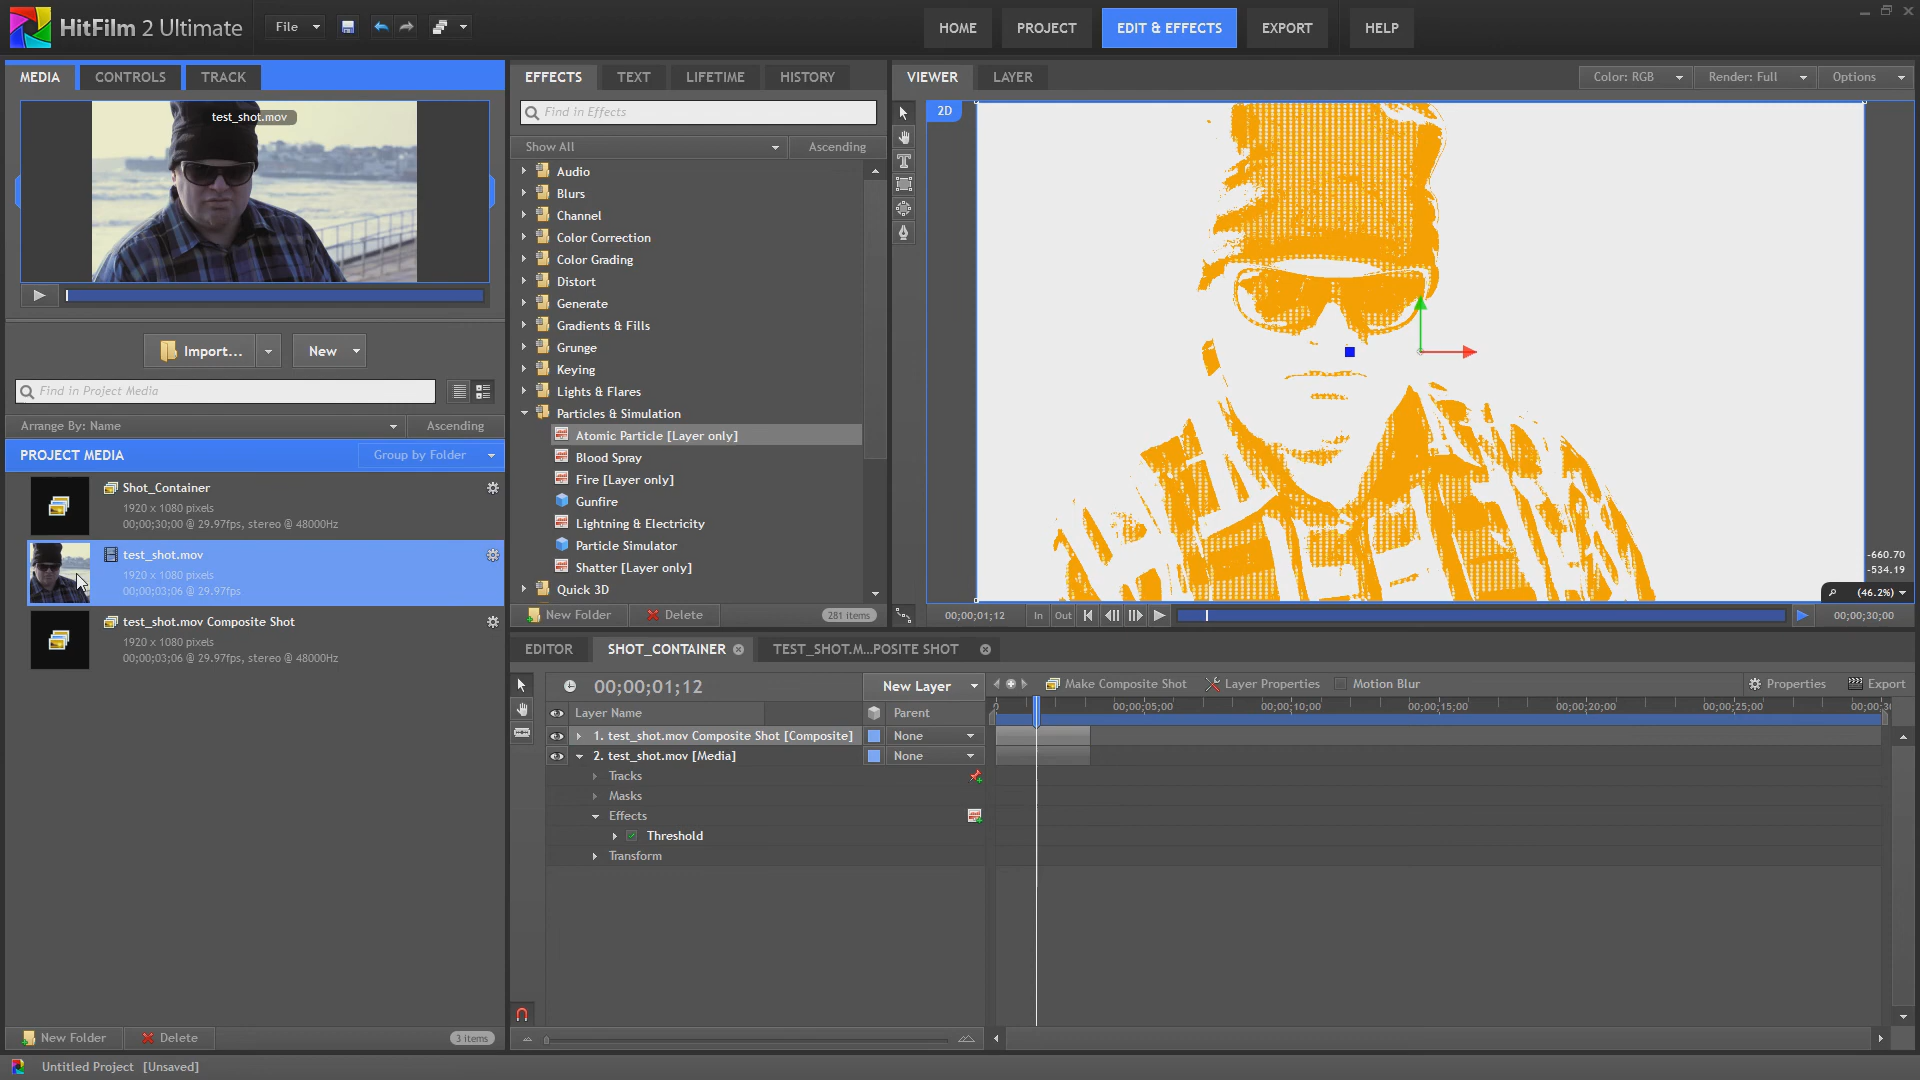 HitFilm 2 Ultimate
File
HOME
PROJECT
EDIT & EFFECTS
EXPORT
HELP
MEDIA
CONTROLS
TRACK
test_shot.mov
Import...
New
Find in Project Media
Arrange By: Name
Ascending
PROJECT MEDIA
Group by Folder
Shot_Container
1920 x 1080 pixels
00;00;30;00 @ 29.97fps, stereo @ 48000Hz
test_shot.mov
1920 x 1080 pixels
00;00;03;06 @ 29.97fps
test_shot.mov Composite Shot
1920 x 1080 pixels
00;00;03;06 @ 29.97fps, stereo @ 48000Hz
New Folder
Delete
3 items
EFFECTS
TEXT
LIFETIME
HISTORY
Find in Effects
Show All
Ascending
Audio
Blurs
Channel
Color Correction
Color Grading
Distort
Generate
Gradients & Fills
Grunge
Keying
Lights & Flares
Particles & Simulation
Atomic Particle [Layer only]
Blood Spray
Fire [Layer only]
Gunfire
Lightning & Electricity
Particle Simulator
Shatter [Layer only]
Quick 3D
New Folder
Delete
281 items
VIEWER
LAYER
Color: RGB
Render: Full
Options
2D
-660.70
-534.19
(46.2%)
00;00;01;12
In
Out
00;00;30;00
EDITOR
SHOT_CONTAINER
TEST_SHOT.M...POSITE SHOT
00;00;01;12
New Layer
Make Composite Shot
Layer Properties
Motion Blur
Properties
Export
Layer Name
Parent
0
00;00;05;00
00;00;10;00
00;00;15;00
00;00;20;00
00;00;25;00
00;00;3
1. test_shot.mov Composite Shot [Composite]
None
2. test_shot.mov [Media]
None
Tracks
Masks
Effects
Threshold
Transform
Untitled Project [Unsaved]